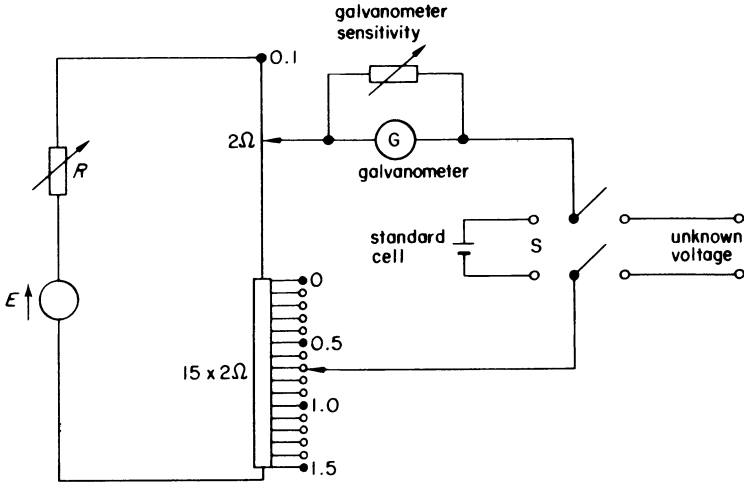 galvanometer
sensitivity
0.1
2Ω
G
galvanometer
R
standard
cell
S
unknown
voltage
E
0
0.5
15 x 2Ω
1.0
1.5